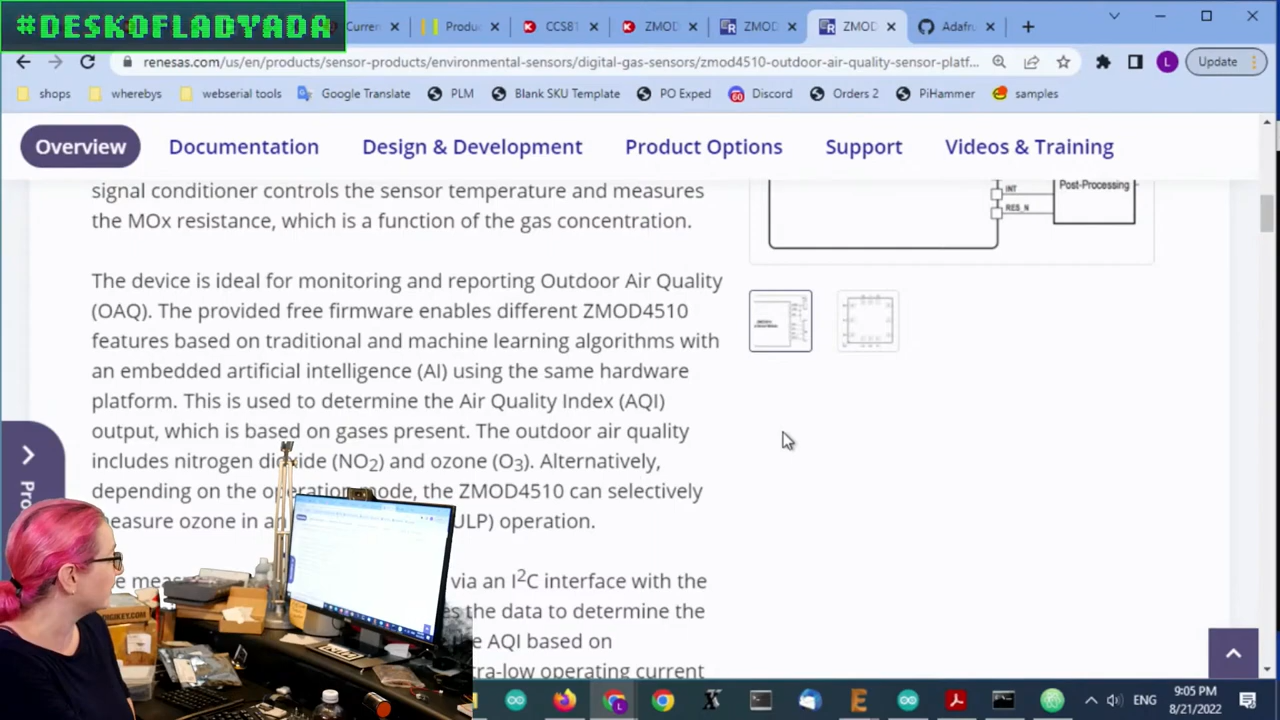 #DESKOFLADYADA
Curren
Produc
CCS81
ZMOD
ZMOD
ZMOD
Adafru
renesas.com/us/en/products/sensor-products/environmental-sensors/digital-gas-sensors/zmod4510-outdoor-air-quality-sensor-platf...
L
Update
shops
wherebys
webserial tools
Google Translate
PLM
Blank SKU Template
PO Exped
60
Discord
Orders 2
PiHammer
samples
Overview
Documentation
Design & Development
Product Options
Support
Videos & Training
signal conditioner controls the sensor temperature and measures
the MOx resistance, which is a function of the gas concentration.
INT
RES_N
Post-Processing
The device is ideal for monitoring and reporting Outdoor Air Quality
(OAQ). The provided free firmware enables different ZMOD4510
features based on traditional and machine learning algorithms with
an embedded artificial intelligence (AI) using the same hardware
platform. This is used to determine the Air Quality Index (AQI)
output, which is based on gases present. The outdoor air quality
includes nitrogen dioxide (NO2) and ozone (O3). Alternatively,
depending on the operation mode, the ZMOD4510 can selectively
measure ozone in an ULP) operation.
via an I2C interface with the
es the data to determine the
e AQI based on
tra-low operating current
Pro
DIGIKEY.COM
ENG
9:05 PM
8/21/2022